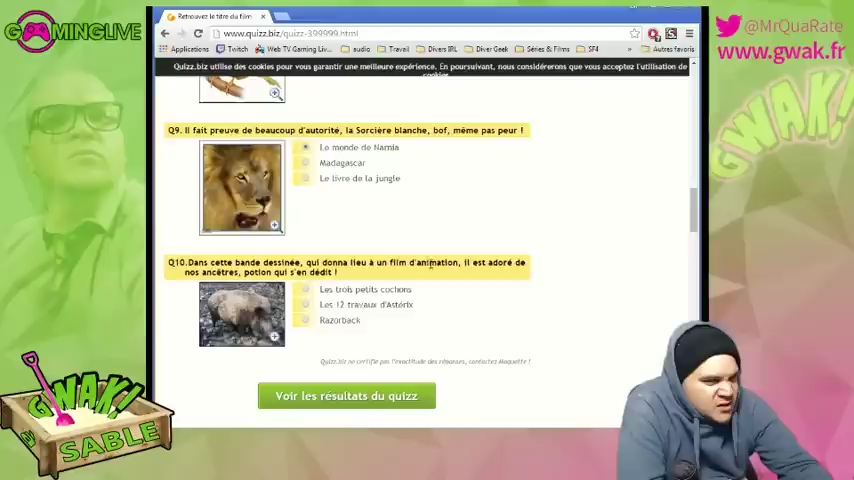 GAMINGLIVE
Retrouvez le titre du film
www.quizz.biz/quizz-399999.html
Applications
Twitch
Web TV Gaming Liv...
audio
Travail
Divers IRL
Diver Geek
Séries & Films
SF4
Autres favoris
@MrQuaRate
www.gwak.fr
Quizz.biz utilise des cookies pour vous garantir une meilleure expérience. En poursuivant, nous considérerons que vous acceptez l'utilisation de
cookies.
GWAK!
Q9. Il fait preuve de beaucoup d'autorité, la Sorcière blanche, bof, même pas peur !
Le monde de Narnia
Madagascar
Le livre de la jungle
Q10.Dans cette bande dessinée, qui donna lieu à un film d'animation, il est adoré de
nos ancêtres, potion qui s'en dédit !
Les trois petits cochons
Les 12 travaux d'Astérix
Razorback
Quizz.biz ne certifie pas l'exactitude des réponses, contactez Moquette !
Voir les résultats du quizz
GWAK!
SABLE